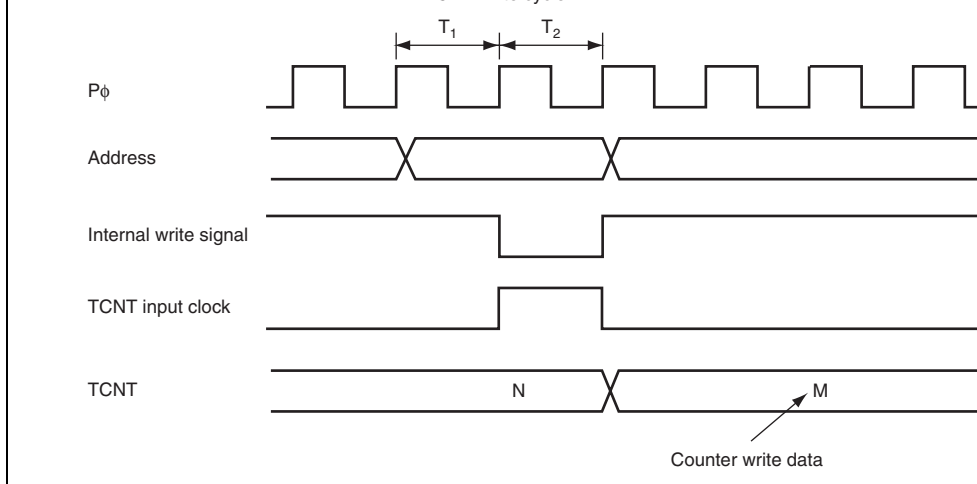 T₁ T₂
Pϕ
Address
Internal write signal
TCNT input clock
TCNT N M
Counter write data